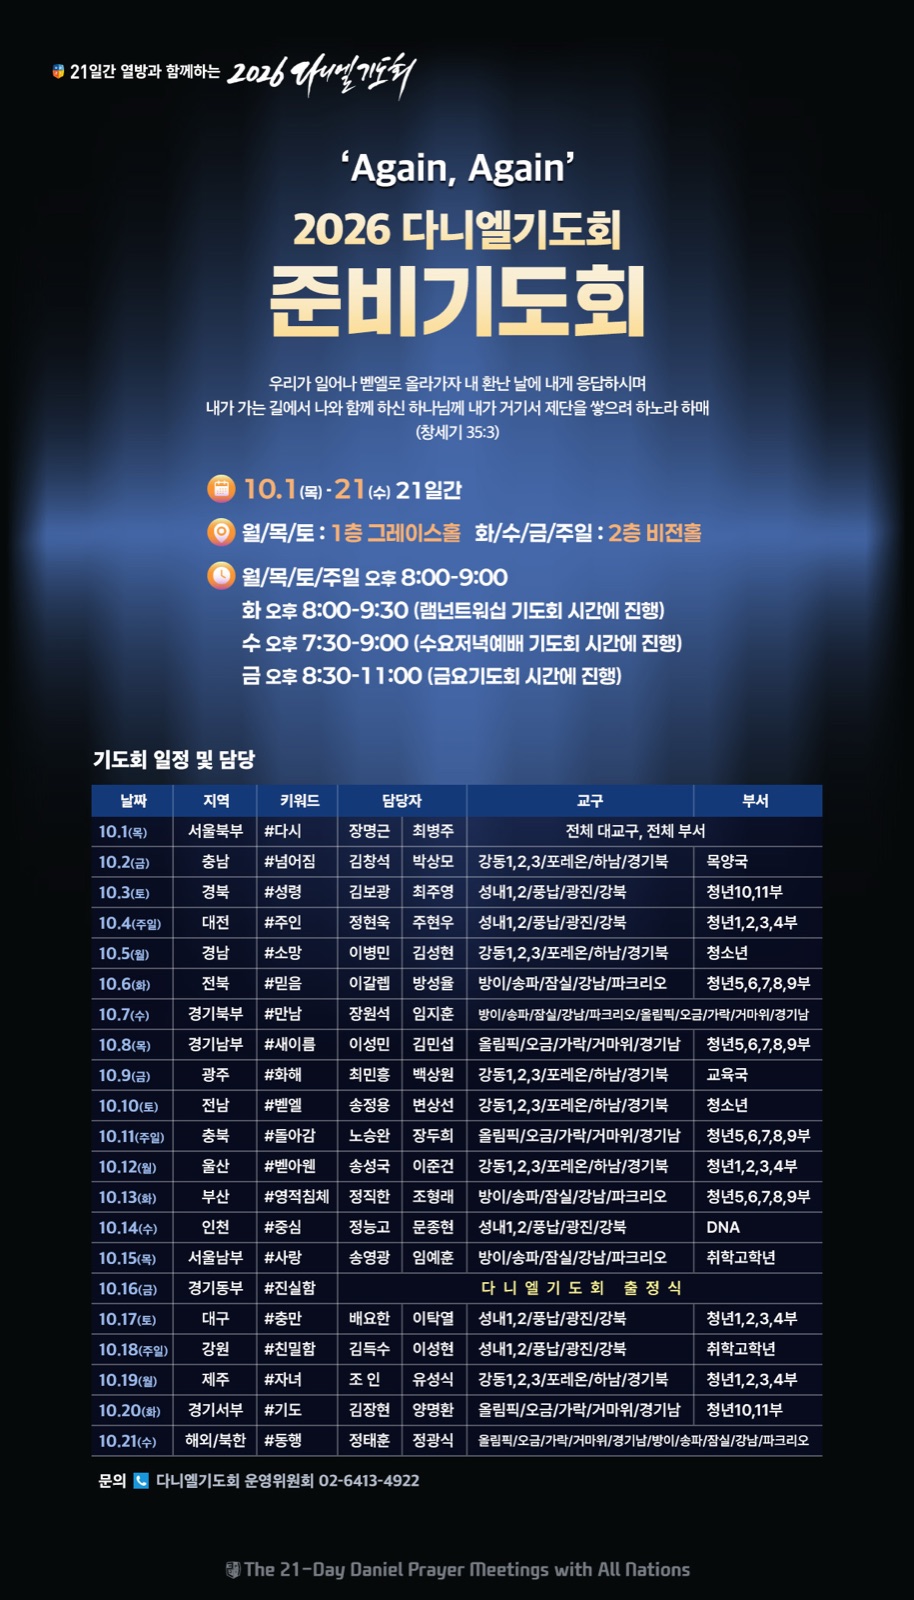 21일간 열방과 함께하는 2026 다니엘기도회
‘Again, Again’
2026 다니엘기도회
준비기도회
우리가 일어나 벧엘로 올라가자 내 환난 날에 내게 응답하시며
내가 가는 길에서 나와 함께 하신 하나님께 내가 거기서 제단을 쌓으려 하노라 하매
(창세기 35:3)
10.1(목) - 21(수) 21일간
월/목/토 : 1층 그레이스홀 화/수/금/주일 : 2층 비전홀
월/목/토/주일 오후 8:00-9:00
화 오후 8:00-9:30 (램넌트워십 기도회 시간에 진행)
수 오후 7:30-9:00 (수요저녁예배 기도회 시간에 진행)
금 오후 8:30-11:00 (금요기도회 시간에 진행)
기도회 일정 및 담당
날짜 지역 키워드 담당자 교구 부서
10.1(목) 서울북부 #다시 장명근 최병주 전체 대교구, 전체 부서
10.2(금) 충남 #넘어짐 김창석 박상모 강동1,2,3/포레온/하남/경기북 목양국
10.3(토) 경북 #성령 김보광 최주영 성내1,2/풍납/광진/강북 청년10,11부
10.4(주일) 대전 #주인 정현욱 주현우 성내1,2/풍납/광진/강북 청년1,2,3,4부
10.5(월) 경남 #소망 이병민 김성현 강동1,2,3/포레온/하남/경기북 청소년
10.6(화) 전북 #믿음 이갈렙 방성율 방이/송파/잠실/강남/파크리오 청년5,6,7,8,9부
10.7(수) 경기북부 #만남 장원석 임지훈 방이/송파/잠실/강남/파크리오/올림픽/오금/가락/거마위/경기남
10.8(목) 경기남부 #새이름 이성민 김민섭 올림픽/오금/가락/거마위/경기남 청년5,6,7,8,9부
10.9(금) 광주 #화해 최민흥 백상원 강동1,2,3/포레온/하남/경기북 교육국
10.10(토) 전남 #벧엘 송정용 변상선 강동1,2,3/포레온/하남/경기북 청소년
10.11(주일) 충북 #돌아감 노승완 장두희 올림픽/오금/가락/거마위/경기남 청년5,6,7,8,9부
10.12(월) 울산 #벧아웬 송성국 이준건 강동1,2,3/포레온/하남/경기북 청년1,2,3,4부
10.13(화) 부산 #영적침체 정직한 조형래 방이/송파/잠실/강남/파크리오 청년5,6,7,8,9부
10.14(수) 인천 #중심 정능고 문종현 성내1,2/풍납/광진/강북 DNA
10.15(목) 서울남부 #사랑 송영광 임예훈 방이/송파/잠실/강남/파크리오 취학고학년
10.16(금) 경기동부 #진실함 다니엘기도회 출정식
10.17(토) 대구 #충만 배요한 이탁열 성내1,2/풍납/광진/강북 청년1,2,3,4부
10.18(주일) 강원 #친밀함 김득수 이성현 성내1,2/풍납/광진/강북 취학고학년
10.19(월) 제주 #자녀 조 인 유성식 강동1,2,3/포레온/하남/경기북 청년1,2,3,4부
10.20(화) 경기서부 #기도 김장현 양명환 올림픽/오금/가락/거마위/경기남 청년10,11부
10.21(수) 해외/북한 #동행 정태훈 정광식 올림픽/오금/가락/거마위/경기남/방이/송파/잠실/강남/파크리오
문의 다니엘기도회 운영위원회 02-6413-4922
The 21-Day Daniel Prayer Meetings with All Nations